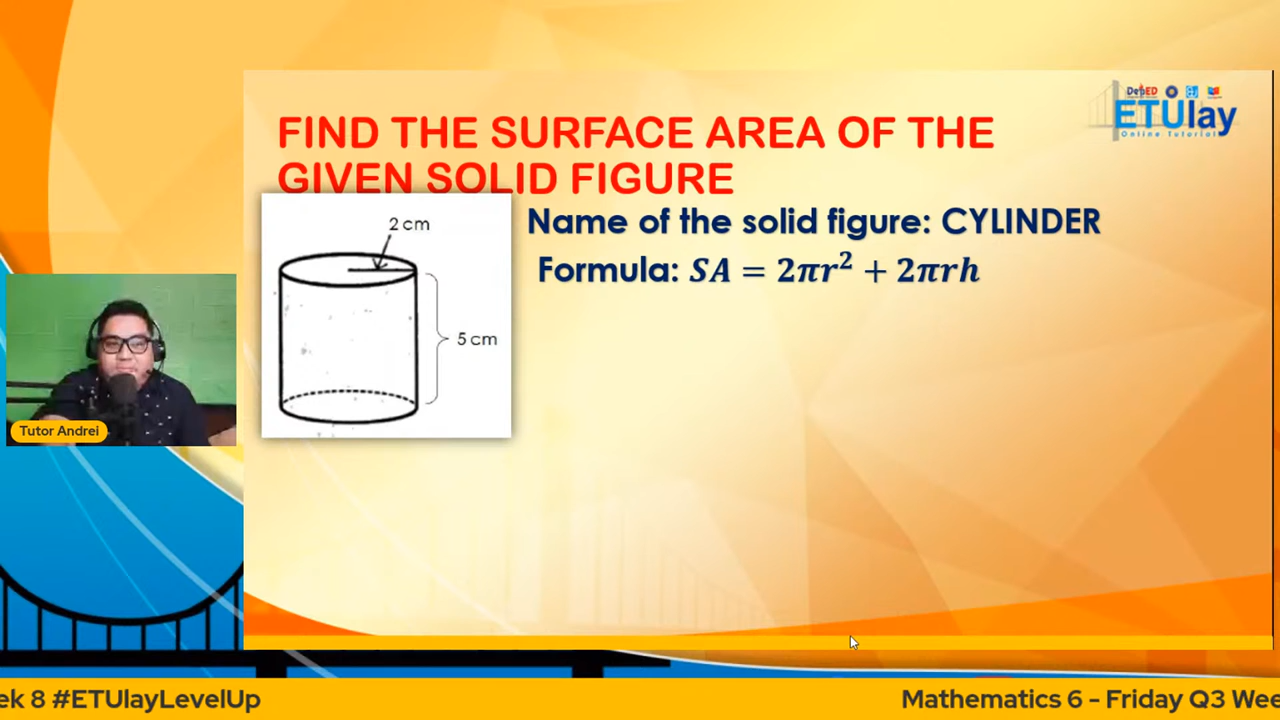 DepED
ETUlay
Online Tutorial
FIND THE SURFACE AREA OF THE
GIVEN SOLID FIGURE
2 cm
5 cm
Name of the solid figure: CYLINDER
Formula: SA = 2πr² + 2πrh
Tutor Andrei
ek 8 #ETUlayLevelUp
Mathematics 6 - Friday Q3 Wee